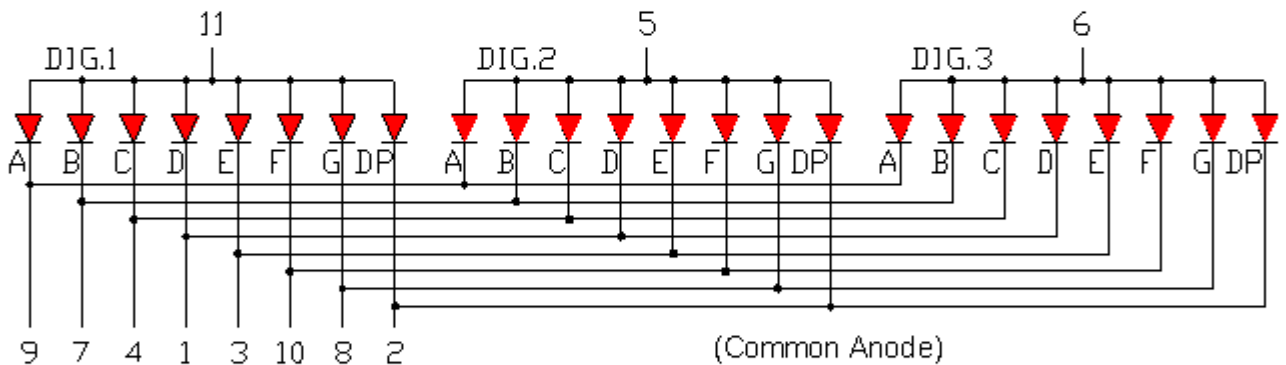 11 5 6
DIG.1 DIG.2 DIG.3
A B C D E F G DP A B C D E F G DP A B C D E F G DP
9 7 4 1 3 10 8 2 (Common Anode)